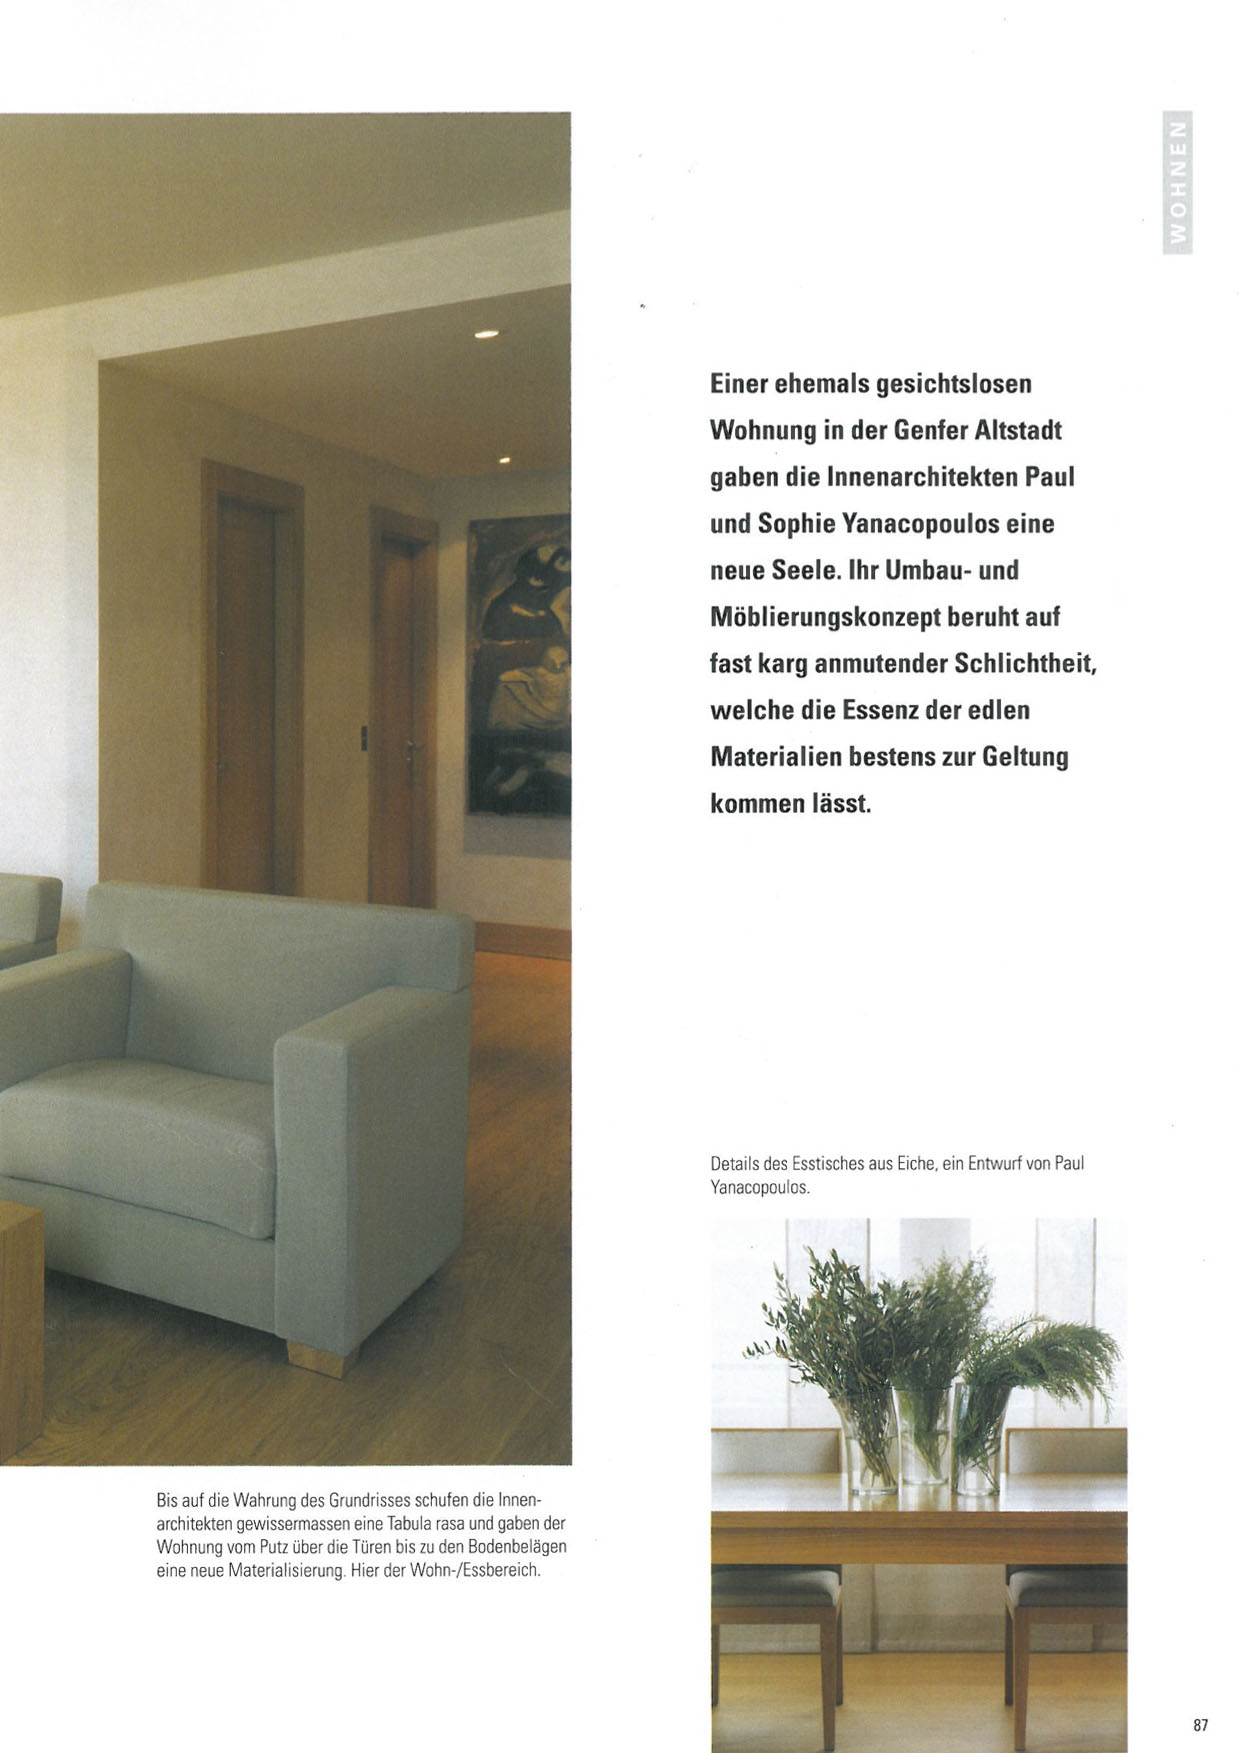 WOHNEN
Einer ehemals gesichtslosen
Wohnung in der Genfer Altstadt
gaben die Innenarchitekten Paul
und Sophie Yanacopoulos eine
neue Seele. Ihr Umbau- und
Möblierungskonzept beruht auf
fast karg anmutender Schlichtheit,
welche die Essenz der edlen
Materialien bestens zur Geltung
kommen lässt.
Details des Esstisches aus Eiche, ein Entwurf von Paul
Yanacopoulos.
Bis auf die Wahrung des Grundrisses schufen die Innen-
architekten gewissermassen eine Tabula rasa und gaben der
Wohnung vom Putz über die Türen bis zu den Bodenbelägen
eine neue Materialisierung. Hier der Wohn-/Essbereich.
87